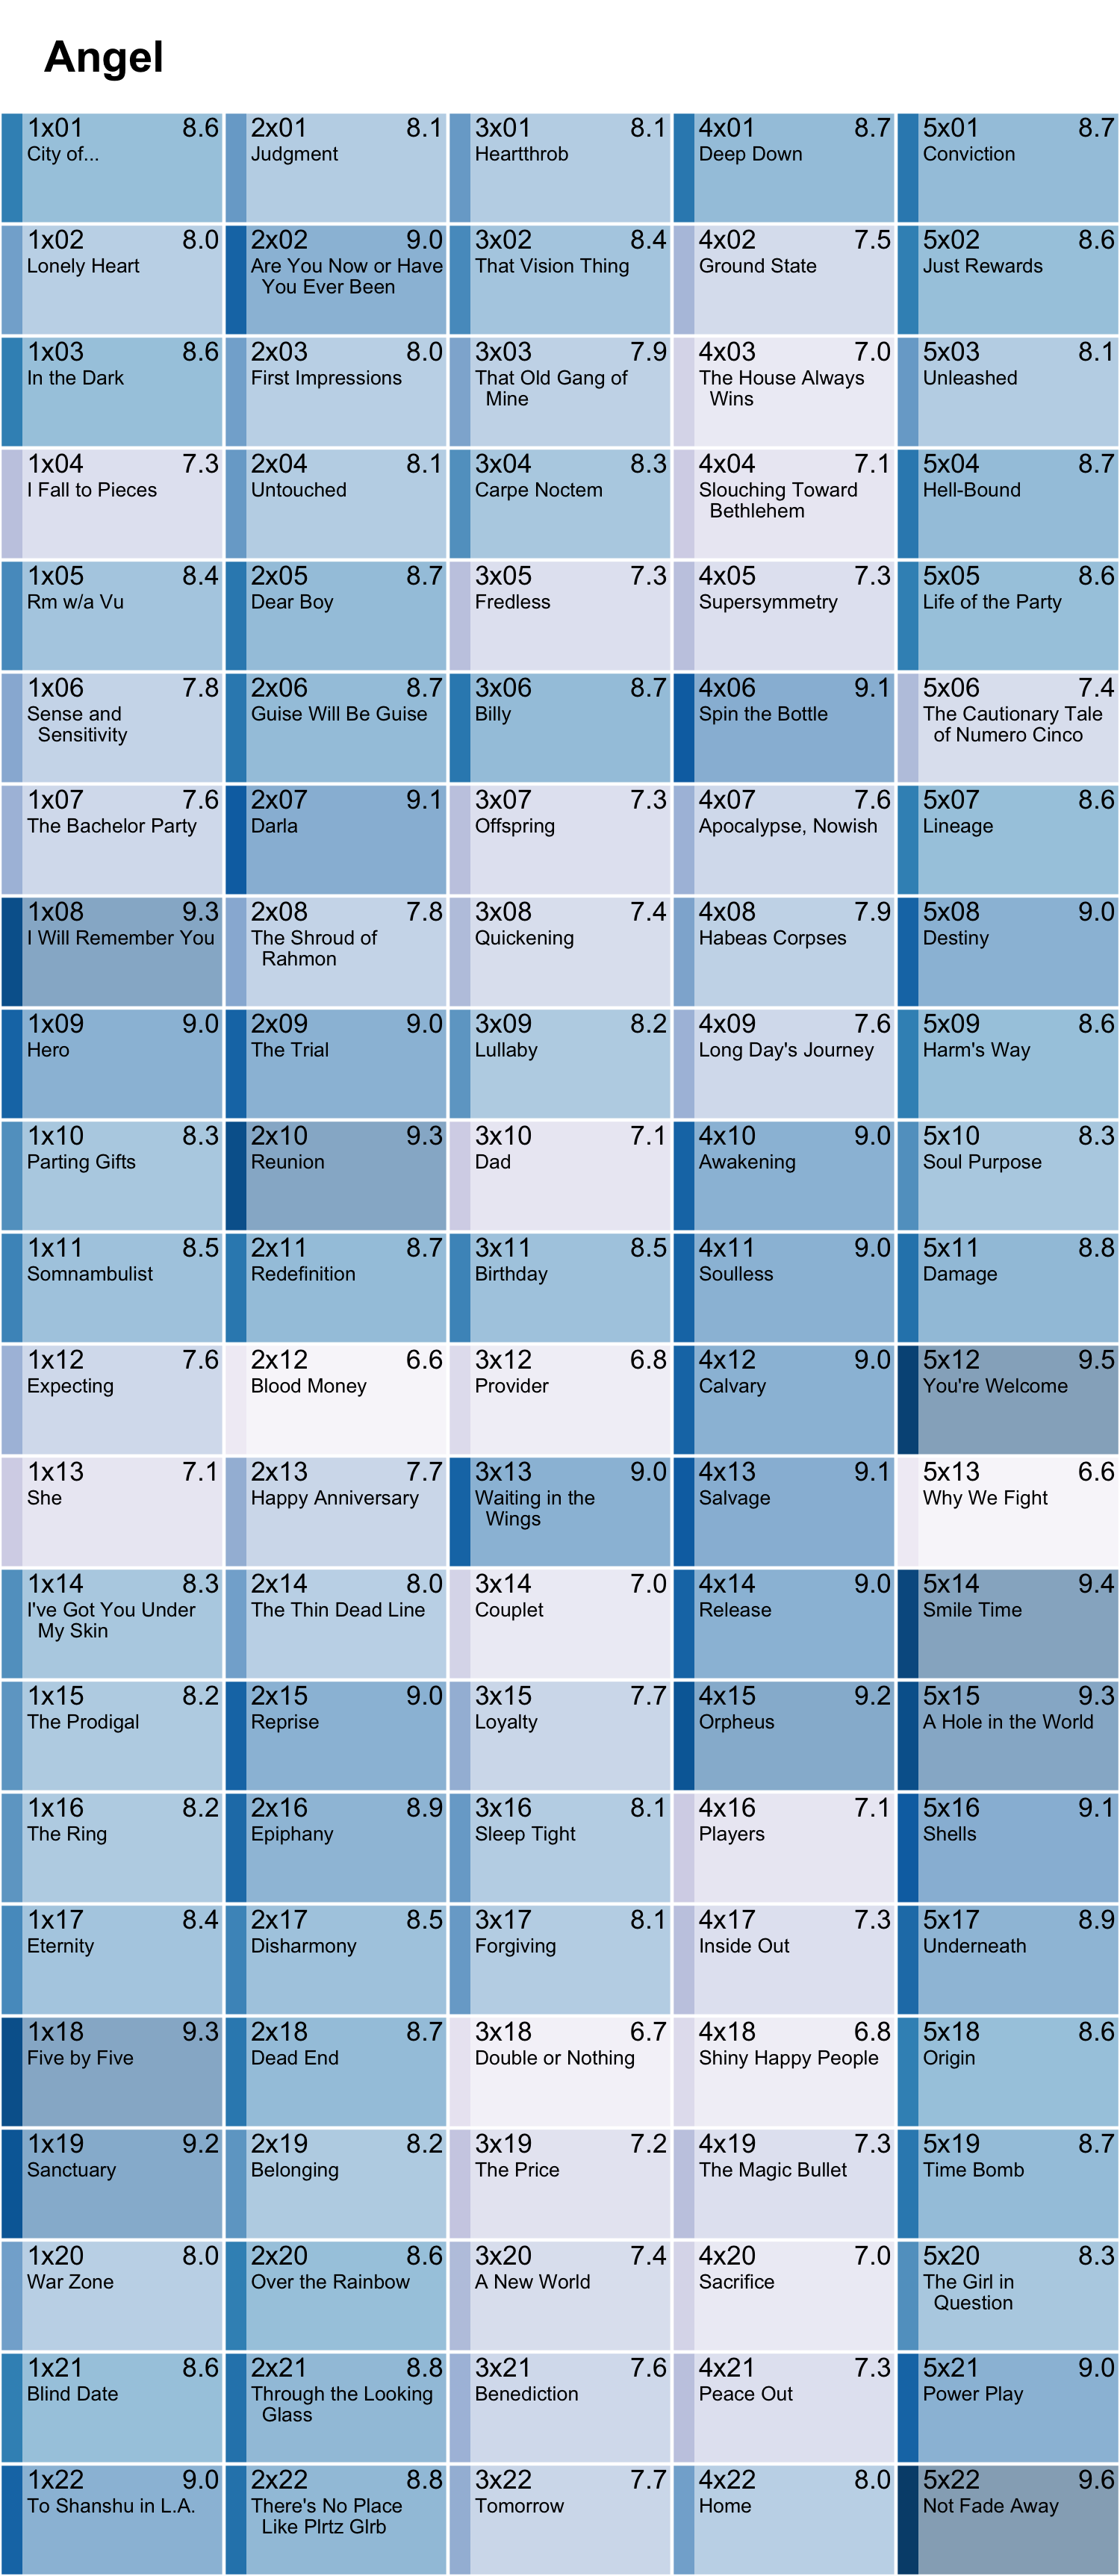 Angel
1x01 8.6 2x01 8.1 3x01 8.1 4x01 8.7 5x01 8.7
City of... Judgment Heartthrob Deep Down Conviction
1x02 8.0 2x02 9.0 3x02 8.4 4x02 7.5 5x02 8.6
Lonely Heart Are You Now or Have That Vision Thing Ground State Just Rewards
You Ever Been
1x03 8.6 2x03 8.0 3x03 7.9 4x03 7.0 5x03 8.1
In the Dark First Impressions That Old Gang of The House Always Unleashed
Mine Wins
1x04 7.3 2x04 8.1 3x04 8.3 4x04 7.1 5x04 8.7
I Fall to Pieces Untouched Carpe Noctem Slouching Toward Hell-Bound
Bethlehem
1x05 8.4 2x05 8.7 3x05 7.3 4x05 7.3 5x05 8.6
Rm w/a Vu Dear Boy Fredless Supersymmetry Life of the Party
1x06 7.8 2x06 8.7 3x06 8.7 4x06 9.1 5x06 7.4
Sense and Guise Will Be Guise Billy Spin the Bottle The Cautionary Tale
Sensitivity of Numero Cinco
1x07 7.6 2x07 9.1 3x07 7.3 4x07 7.6 5x07 8.6
The Bachelor Party Darla Offspring Apocalypse, Nowish Lineage
1x08 9.3 2x08 7.8 3x08 7.4 4x08 7.9 5x08 9.0
I Will Remember You The Shroud of Quickening Habeas Corpses Destiny
Rahmon
1x09 9.0 2x09 9.0 3x09 8.2 4x09 7.6 5x09 8.6
Hero The Trial Lullaby Long Day's Journey Harm's Way
1x10 8.3 2x10 9.3 3x10 7.1 4x10 9.0 5x10 8.3
Parting Gifts Reunion Dad Awakening Soul Purpose
1x11 8.5 2x11 8.7 3x11 8.5 4x11 9.0 5x11 8.8
Somnambulist Redefinition Birthday Soulless Damage
1x12 7.6 2x12 6.6 3x12 6.8 4x12 9.0 5x12 9.5
Expecting Blood Money Provider Calvary You're Welcome
1x13 7.1 2x13 7.7 3x13 9.0 4x13 9.1 5x13 6.6
She Happy Anniversary Waiting in the Salvage Why We Fight
Wings
1x14 8.3 2x14 8.0 3x14 7.0 4x14 9.0 5x14 9.4
I've Got You Under The Thin Dead Line Couplet Release Smile Time
My Skin
1x15 8.2 2x15 9.0 3x15 7.7 4x15 9.2 5x15 9.3
The Prodigal Reprise Loyalty Orpheus A Hole in the World
1x16 8.2 2x16 8.9 3x16 8.1 4x16 7.1 5x16 9.1
The Ring Epiphany Sleep Tight Players Shells
1x17 8.4 2x17 8.5 3x17 8.1 4x17 7.3 5x17 8.9
Eternity Disharmony Forgiving Inside Out Underneath
1x18 9.3 2x18 8.7 3x18 6.7 4x18 6.8 5x18 8.6
Five by Five Dead End Double or Nothing Shiny Happy People Origin
1x19 9.2 2x19 8.2 3x19 7.2 4x19 7.3 5x19 8.7
Sanctuary Belonging The Price The Magic Bullet Time Bomb
1x20 8.0 2x20 8.6 3x20 7.4 4x20 7.0 5x20 8.3
War Zone Over the Rainbow A New World Sacrifice The Girl in
Question
1x21 8.6 2x21 8.8 3x21 7.6 4x21 7.3 5x21 9.0
Blind Date Through the Looking Benediction Peace Out Power Play
Glass
1x22 9.0 2x22 8.8 3x22 7.7 4x22 8.0 5x22 9.6
To Shanshu in L.A. There's No Place Tomorrow Home Not Fade Away
Like Plrtz Glrb